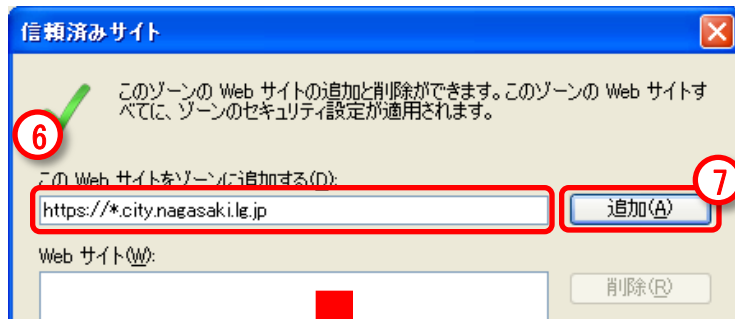 信頼済みサイト
このゾーンの Web サイトの追加と削除ができます。このゾーンの Web サイトす
べてに、ゾーンのセキュリティ設定が適用されます。
6
この Web サイトをゾーンに追加する(D):
7
https://*.city.nagasaki.lg.jp
追加(A)
Web サイト(W):
削除(R)